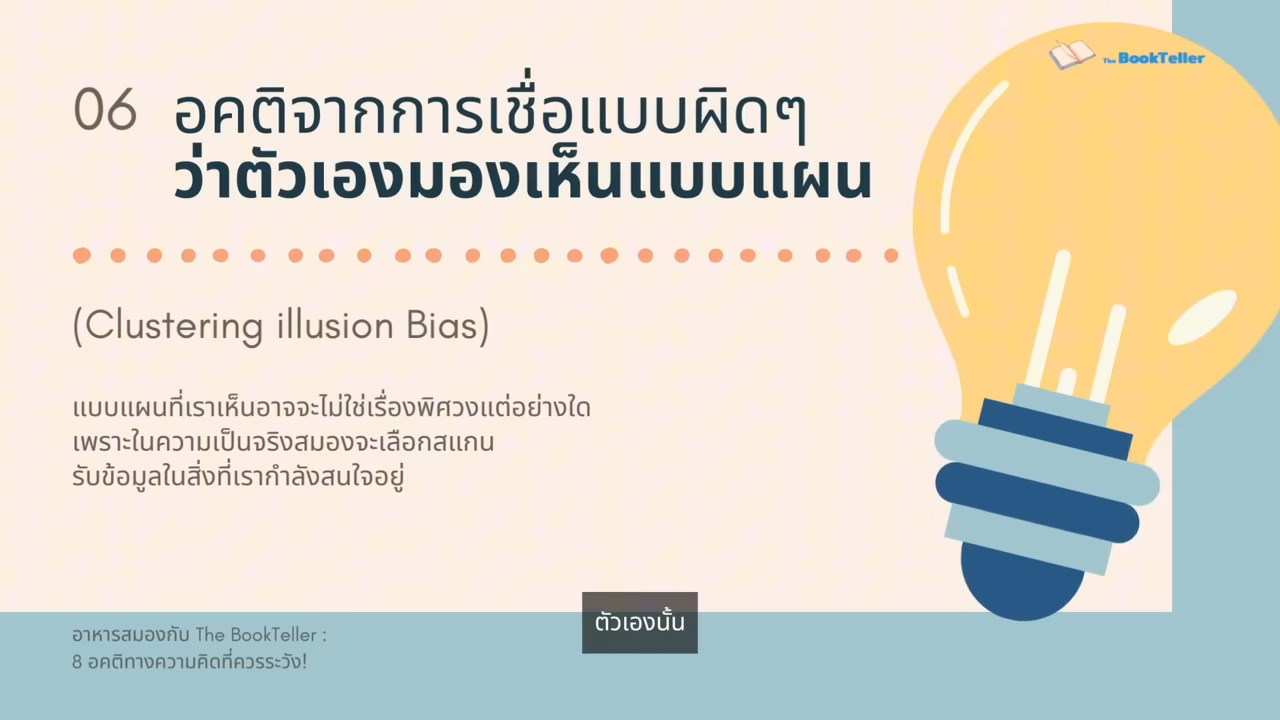 The BookTeller
06 อคติจากการเชื่อแบบผิดๆ
ว่าตัวเองมองเห็นแบบแผน
(Clustering illusion Bias)
แบบแผนที่เราเห็นอาจจะไม่ใช่เรื่องพิศวงแต่อย่างใด
เพราะในความเป็นจริงสมองจะเลือกสแกน
รับข้อมูลในสิ่งที่เรากำลังสนใจอยู่
ตัวเองนั้น
อาหารสมองกับ The BookTeller :
8 อคติทางความคิดที่ควรระวัง!